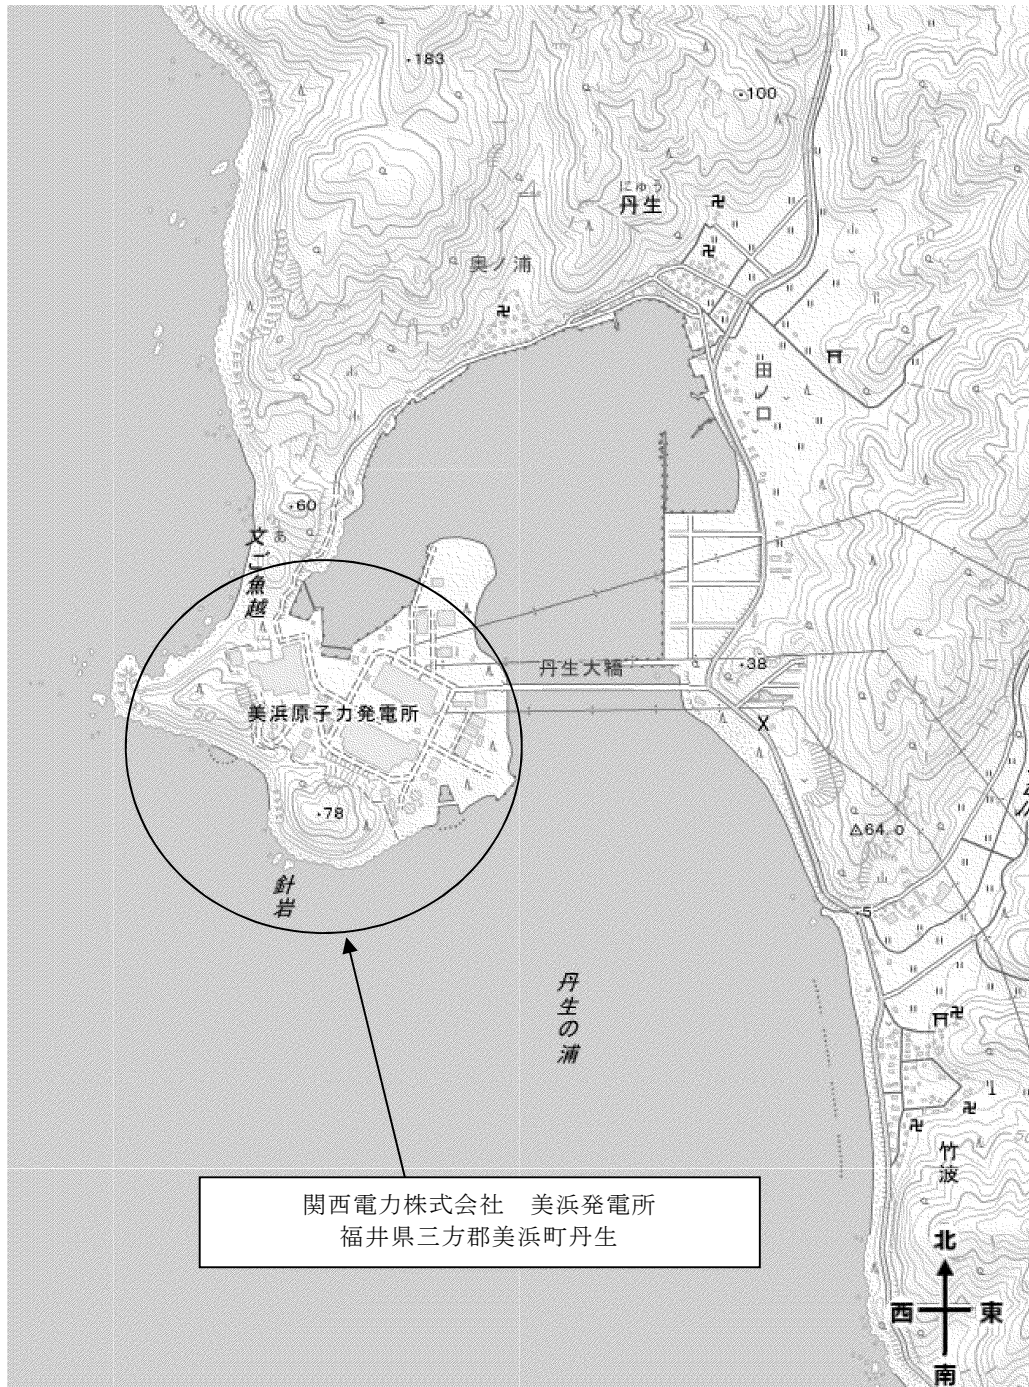 ・183
100
にゅう
丹生
奥ノ浦
田ノ口
・60
あご越
文魚
丹生大橋
・38
美浜原子力発電所
・78
△64.0
針岩
・5
丹生の浦
竹波
50
関西電力株式会社　美浜発電所
福井県三方郡美浜町丹生
北
西
東
南